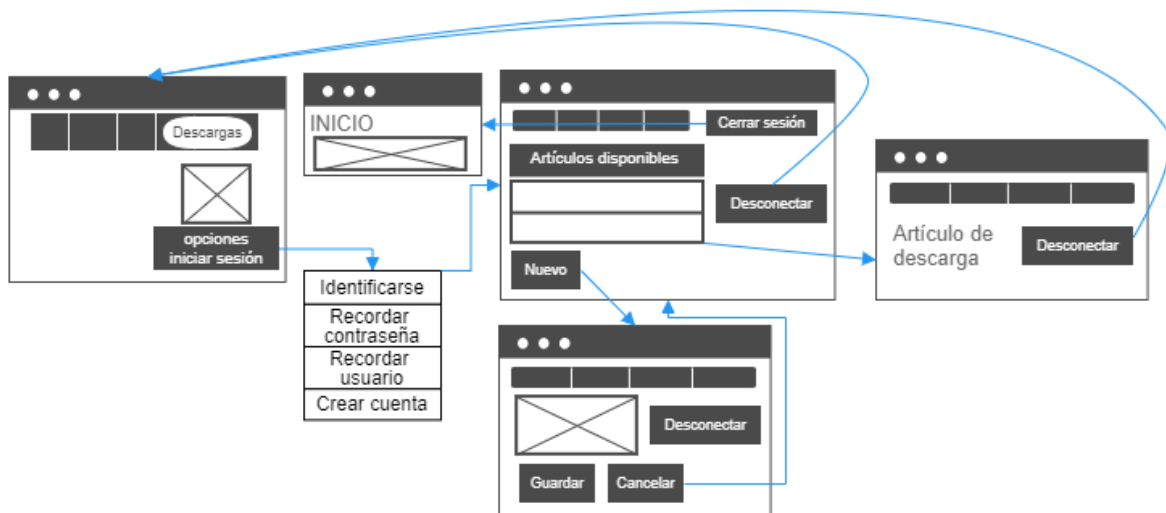 Descargas
opciones
iniciar sesión
INICIO
Identificarse
Recordar
contraseña
Recordar
usuario
Crear cuenta
Cerrar sesión
Artículos disponibles
Desconectar
Nuevo
Desconectar
Guardar
Cancelar
Artículo de
descarga
Desconectar